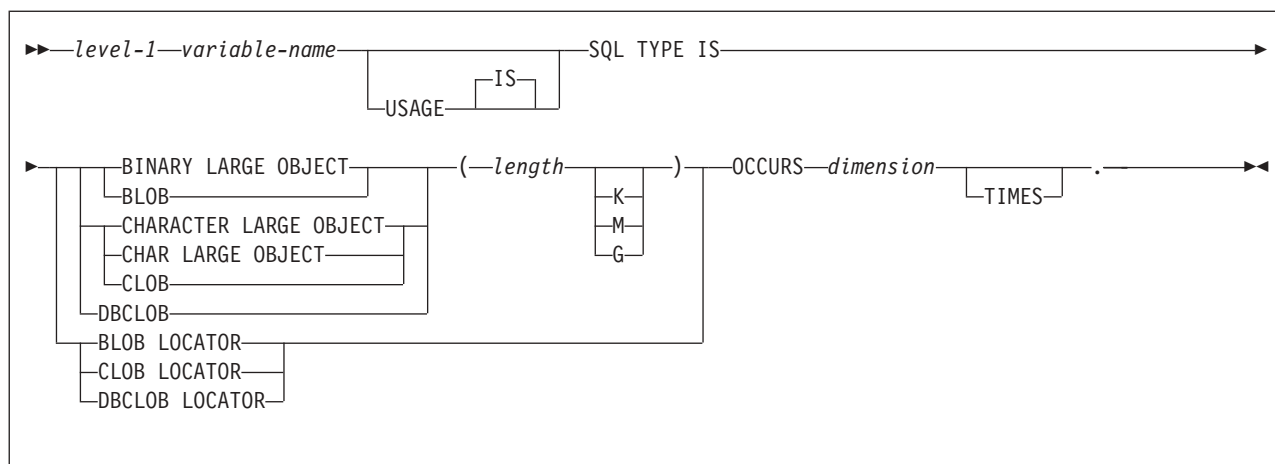 level-1 variable-name SQL TYPE IS
IS
USAGE
BINARY LARGE OBJECT ( length ) OCCURS dimension .
BLOB K TIMES
CHARACTER LARGE OBJECT M
CHAR LARGE OBJECT G
CLOB
DBCLOB
BLOB LOCATOR
CLOB LOCATOR
DBCLOB LOCATOR